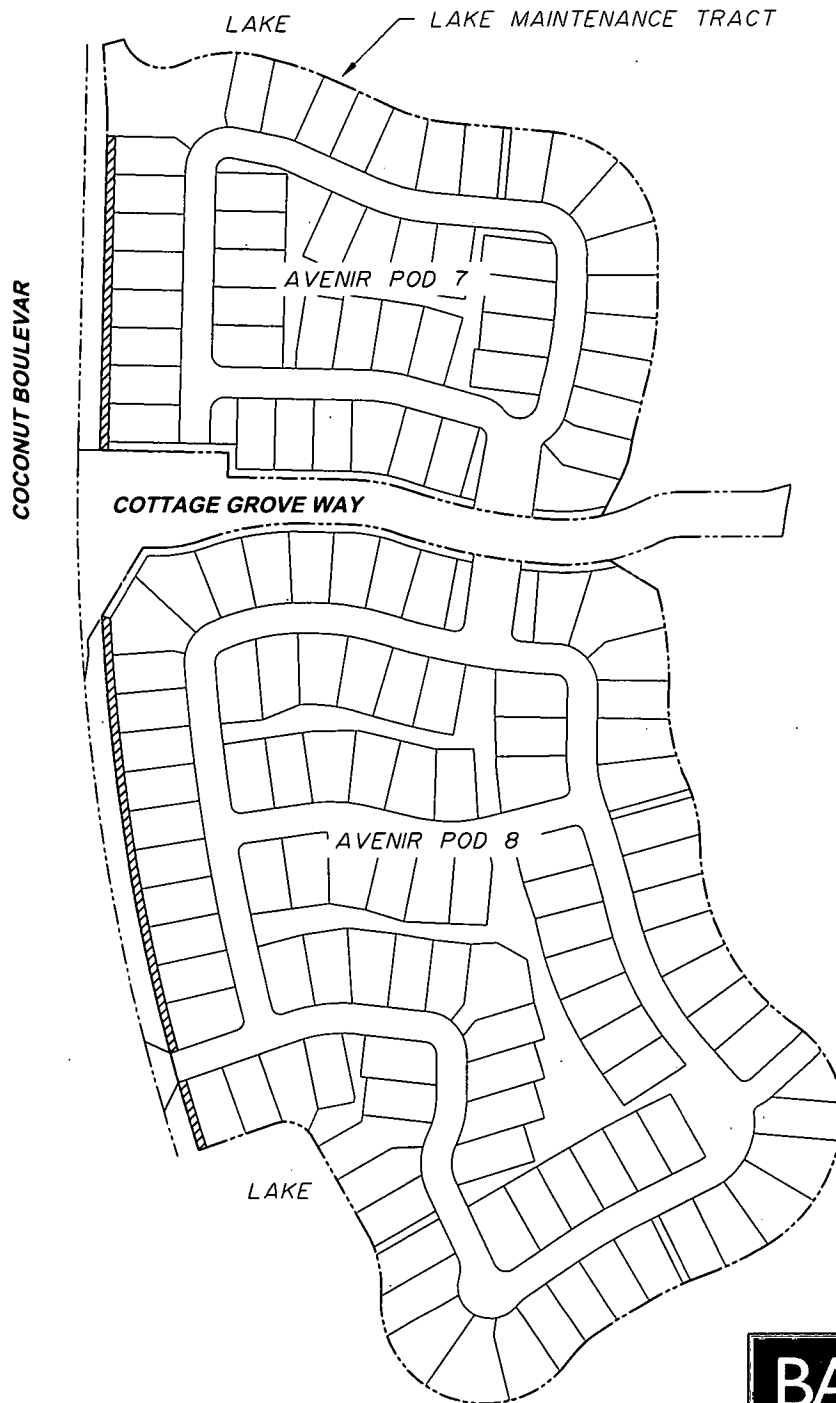 LAKE
LAKE MAINTENANCE TRACT
AVENIR POD 7
COCONUT BOULEVAR
COTTAGE GROVE WAY
AVENIR POD 8
LAKE
BA